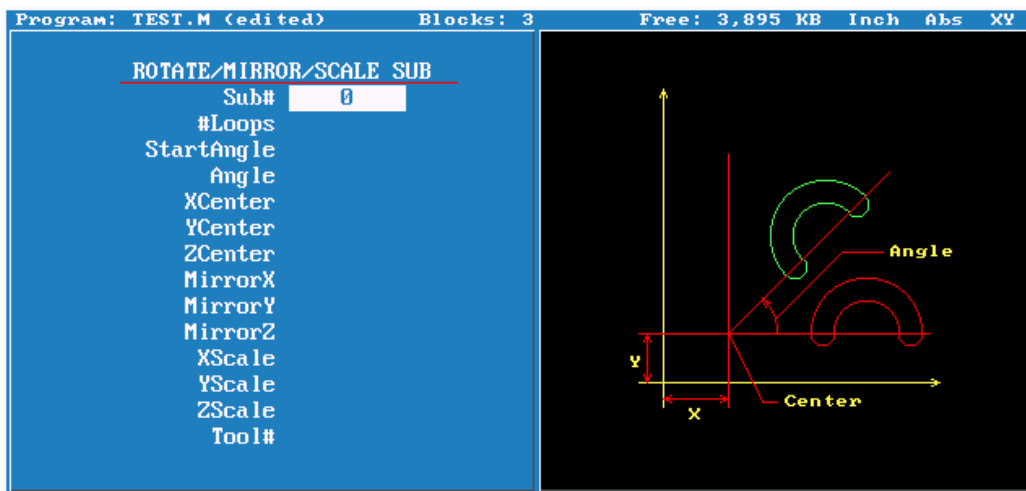 Program: TEST.M (edited) Blocks: 3 Free: 3,895 KB Inch Abs XY
ROTATE/MIRROR/SCALE SUB
Sub# 0
#Loops
StartAngle
Angle
XCenter
YCenter
ZCenter
MirrorX
MirrorY
MirrorZ
XScale
YScale
ZScale
Tool#
Angle
Y
Center
X